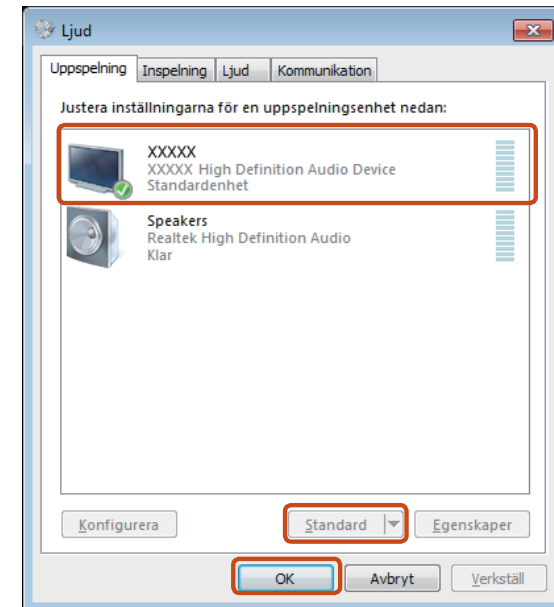 Ljud
Uppspelning Inspelning Ljud Kommunikation
Justera inställningarna för en uppspelningsenhet nedan:
XXXXX
XXXXX High Definition Audio Device
Standardenhet
Speakers
Realtek High Definition Audio
Klar
Konfigurera Standard Egenskaper
OK Avbryt Verkställ